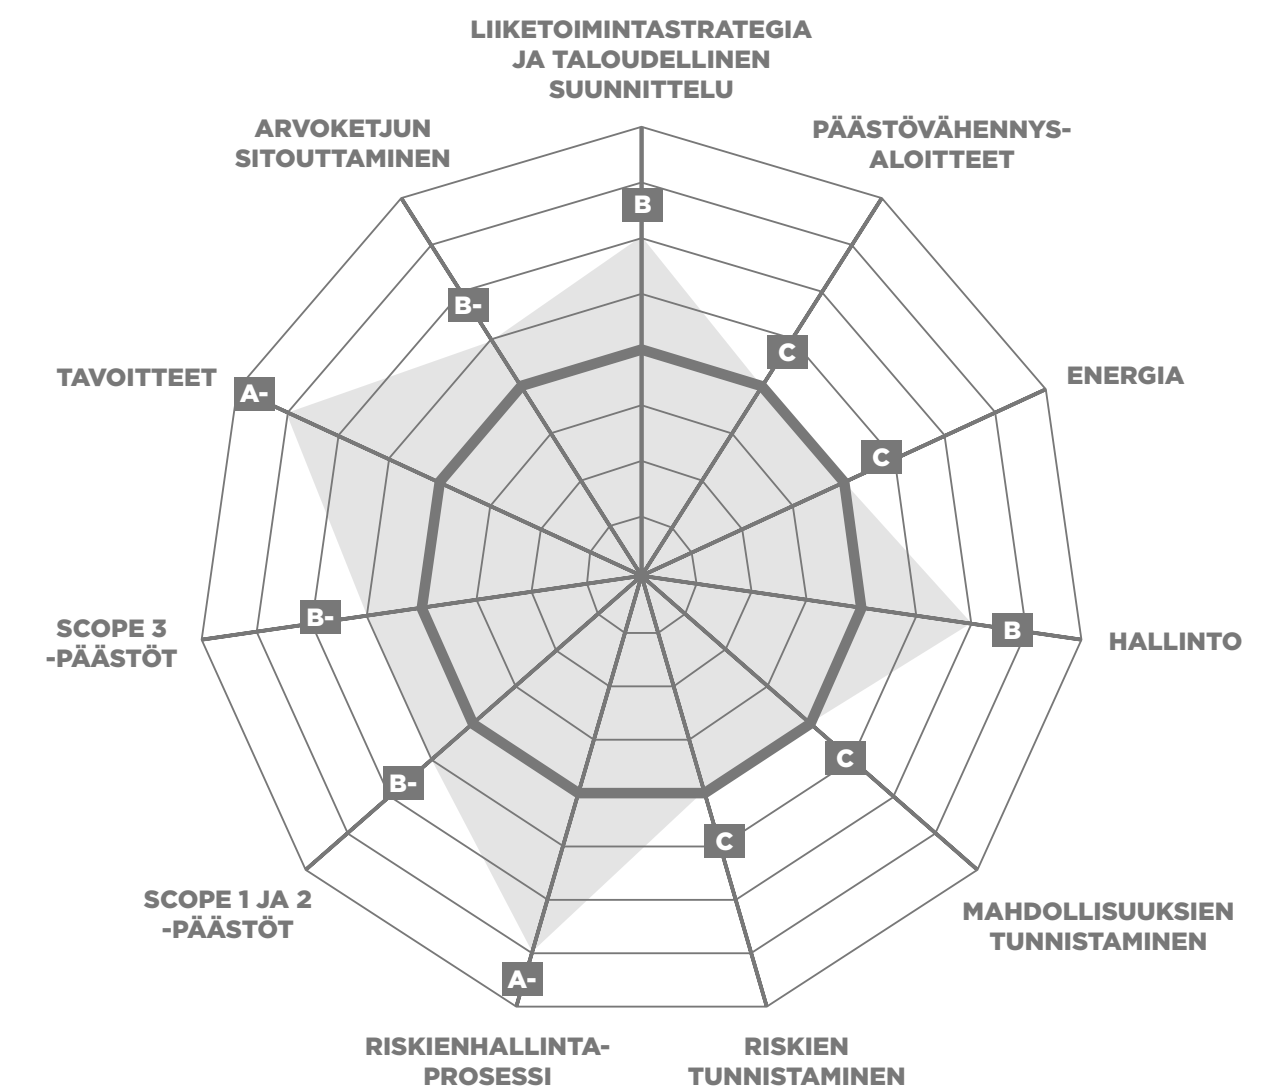 LIIKETOIMINTASTRATEGIA
JA TALOUDELLINEN
SUUNNITTELU
B
PÄÄSTÖVÄHENNYS-
ALOITTEET
C
ENERGIA
C
HALLINTO
B
MAHDOLLISUUKSIEN
TUNNISTAMINEN
C
RISKIEN
TUNNISTAMINEN
C
RISKIENHALLINTA-
PROSESSI
A-
SCOPE 1 JA 2
-PÄÄSTÖT
B-
SCOPE 3
-PÄÄSTÖT
B-
TAVOITTEET
A-
ARVOKETJUN
SITOUTTAMINEN
B-